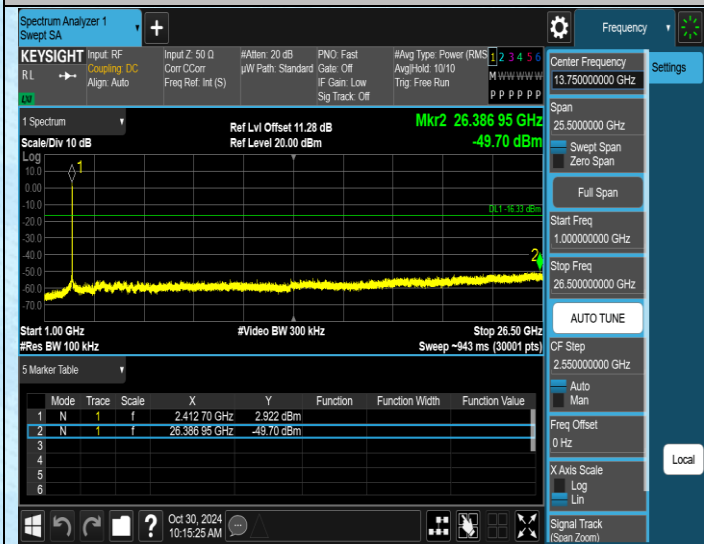 Spectrum Analyzer 1
Swept SA
+
Frequency
KEYSIGHT
RL
LXI
Input: RF
Coupling: DC
Align: Auto
Input Z: 50 Ω
Corr CCorr
Freq Ref: Int (S)
#Atten: 20 dB
µW Path: Standard
PNO: Fast
Gate: Off
IF Gain: Low
Sig Track: Off
#Avg Type: Power (RMS
Avg|Hold: 10/10
Trig: Free Run
1 2 3 4 5 6
M W W W W W
P P P P P P
1 Spectrum
Scale/Div 10 dB
Ref Lvl Offset 11.28 dB
Ref Level 20.00 dBm
Mkr2 26.386 95 GHz
-49.70 dBm
Log
10.0
0.00
-10.0
-20.0
-30.0
-40.0
-50.0
-60.0
-70.0
1
DL1 -16.33 dBm
2
Start 1.00 GHz
#Res BW 100 kHz
#Video BW 300 kHz
Stop 26.50 GHz
Sweep ~943 ms (30001 pts)
5 Marker Table
Mode Trace Scale X Y Function Function Width Function Value
1 N 1 f 2.412 70 GHz 2.922 dBm
2 N 1 f 26.386 95 GHz -49.70 dBm
3
4
5
6
Oct 30, 2024
10:15:25 AM
Center Frequency
13.750000000 GHz
Settings
Span
25.5000000 GHz
Swept Span
Zero Span
Full Span
Start Freq
1.000000000 GHz
Stop Freq
26.500000000 GHz
AUTO TUNE
CF Step
2.550000000 GHz
Auto
Man
Freq Offset
0 Hz
X Axis Scale
Log
Lin
Signal Track
(Span Zoom)
Local